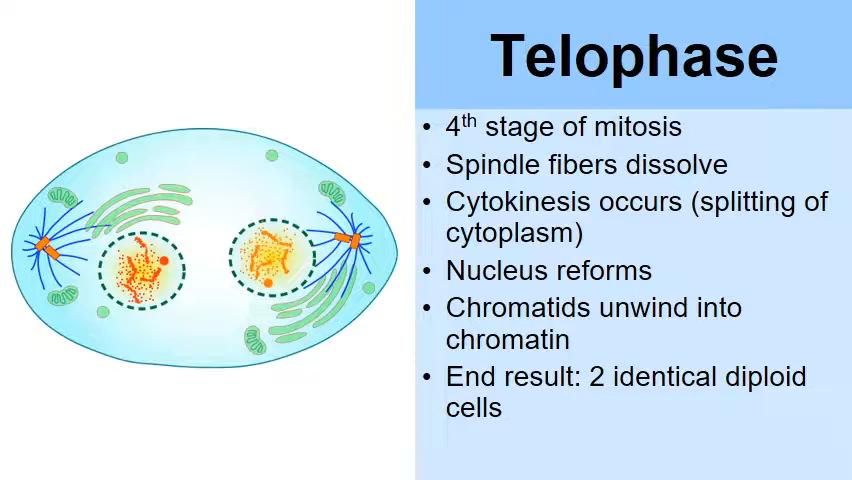 Telophase
• 4th stage of mitosis
• Spindle fibers dissolve
• Cytokinesis occurs (splitting of
cytoplasm)
• Nucleus reforms
• Chromatids unwind into
chromatin
• End result: 2 identical diploid
cells